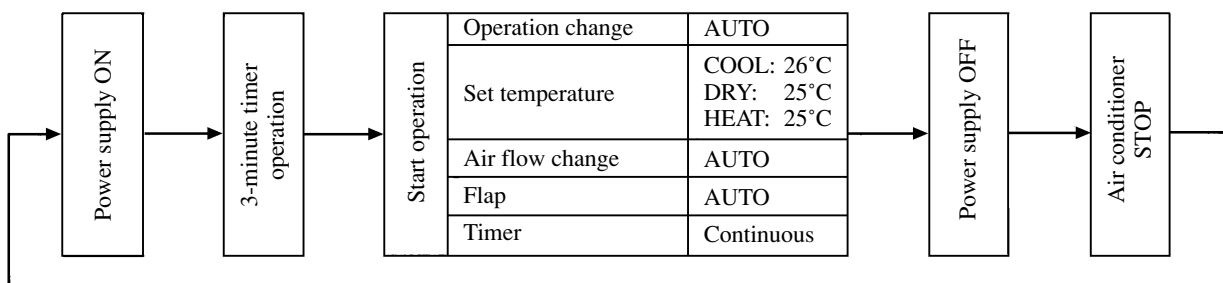 Power supply ON
3-minute timer
operation
Start operation
Operation change AUTO
Set temperature
COOL: 26˚C
DRY: 25˚C
HEAT: 25˚C
Air flow change AUTO
Flap AUTO
Timer Continuous
Power supply OFF
Air conditioner
STOP